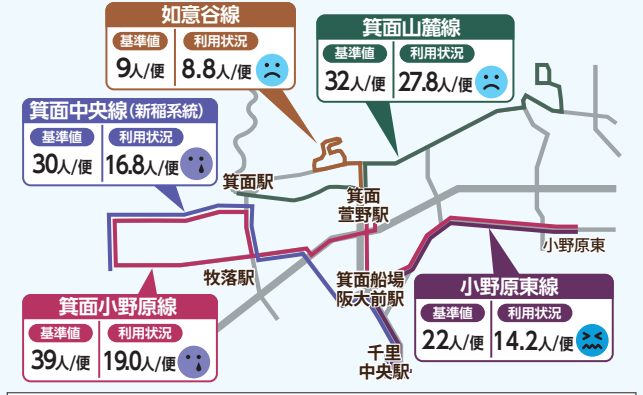 如意谷線
基準値 利用状況
9人/便 8.8人/便
箕面山麓線
基準値 利用状況
32人/便 27.8人/便
箕面中央線(新稲系統)
基準値 利用状況
30人/便 16.8人/便
箕面駅
箕面
萱野駅
小野原東
牧落駅
箕面船場
阪大前駅
箕面小野原線
基準値 利用状況
39人/便 19.0人/便
小野原東線
基準値 利用状況
22人/便 14.2人/便
千里
中央駅